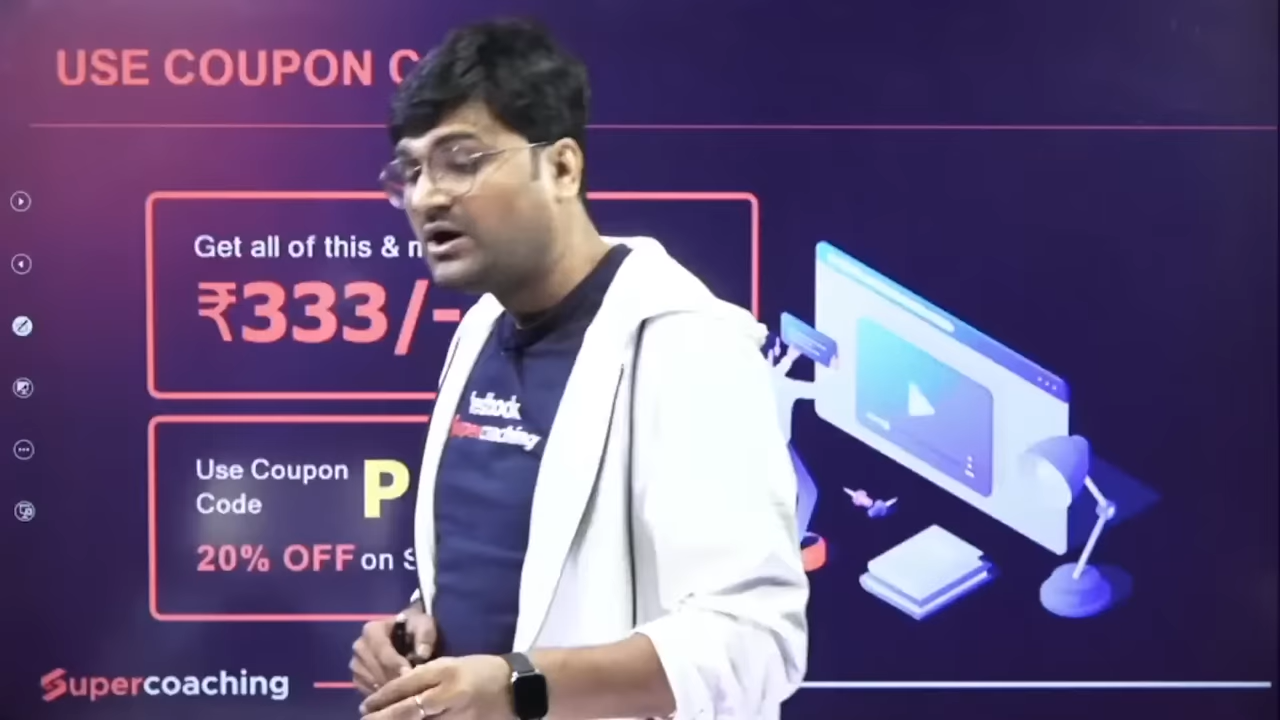 USE COUPON C
Get all of this & n
₹333/-
Use Coupon
Code
P
20% OFF on S
testbook
Supercoaching
Supercoaching